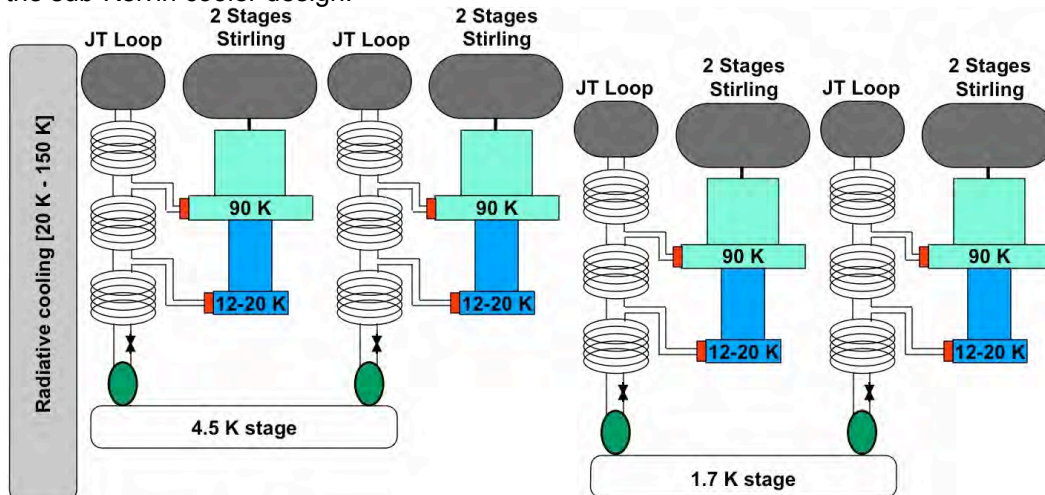 the sub-Kelvin cooler design.
Radiative cooling [20 K - 150 K]
JT Loop
2 Stages
Stirling
90 K
12-20 K
JT Loop
2 Stages
Stirling
90 K
12-20 K
4.5 K stage
JT Loop
2 Stages
Stirling
90 K
12-20 K
JT Loop
2 Stages
Stirling
90 K
12-20 K
1.7 K stage